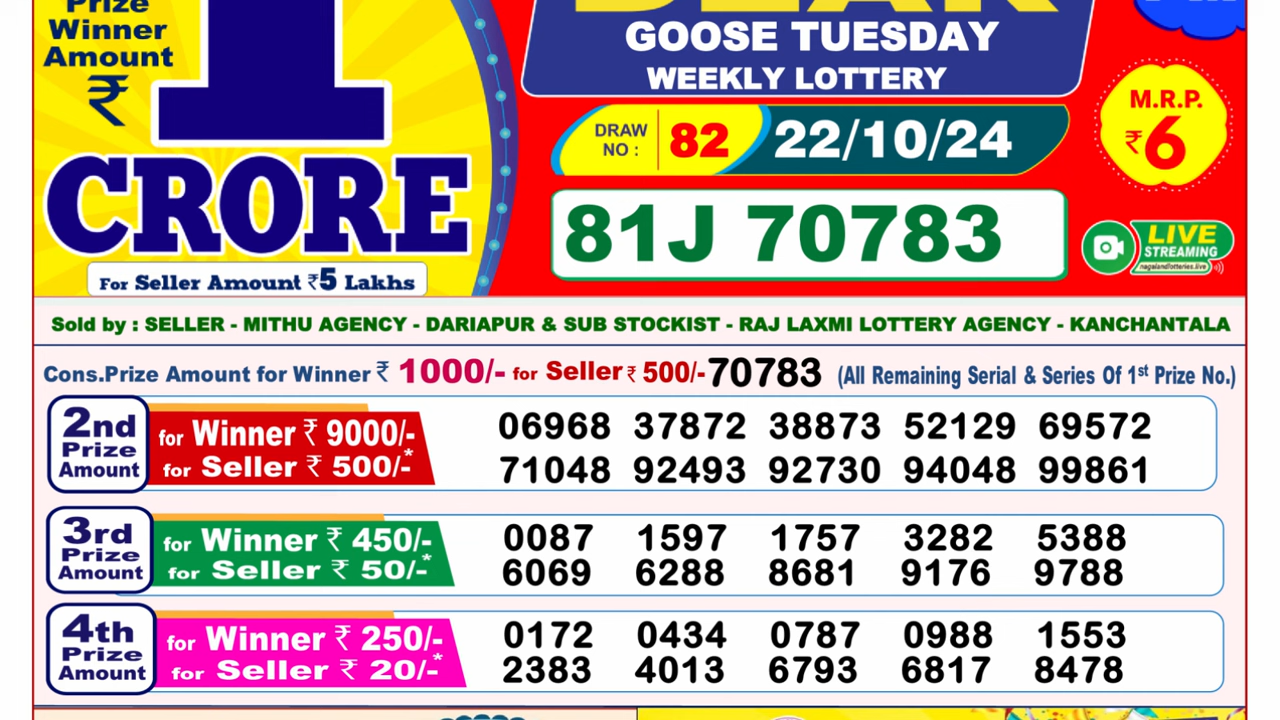 Prize
Winner
Amount
₹
1
CRORE
For Seller Amount ₹5 Lakhs
DEAR
GOOSE TUESDAY
WEEKLY LOTTERY
DRAW
NO :
82
22/10/24
M.R.P.
₹6
81J 70783
LIVE
STREAMING
nagalandlotteries.live
Sold by : SELLER - MITHU AGENCY - DARIAPUR & SUB STOCKIST - RAJ LAXMI LOTTERY AGENCY - KANCHANTALA
Cons.Prize Amount for Winner ₹ 1000/- for Seller ₹ 500/- 70783 (All Remaining Serial & Series Of 1st Prize No.)
2nd
Prize
Amount
for Winner ₹ 9000/-
for Seller ₹ 500/-*
06968 37872 38873 52129 69572
71048 92493 92730 94048 99861
3rd
Prize
Amount
for Winner ₹ 450/-
for Seller ₹ 50/-*
0087 1597 1757 3282 5388
6069 6288 8681 9176 9788
4th
Prize
Amount
for Winner ₹ 250/-
for Seller ₹ 20/-*
0172 0434 0787 0988 1553
2383 4013 6793 6817 8478